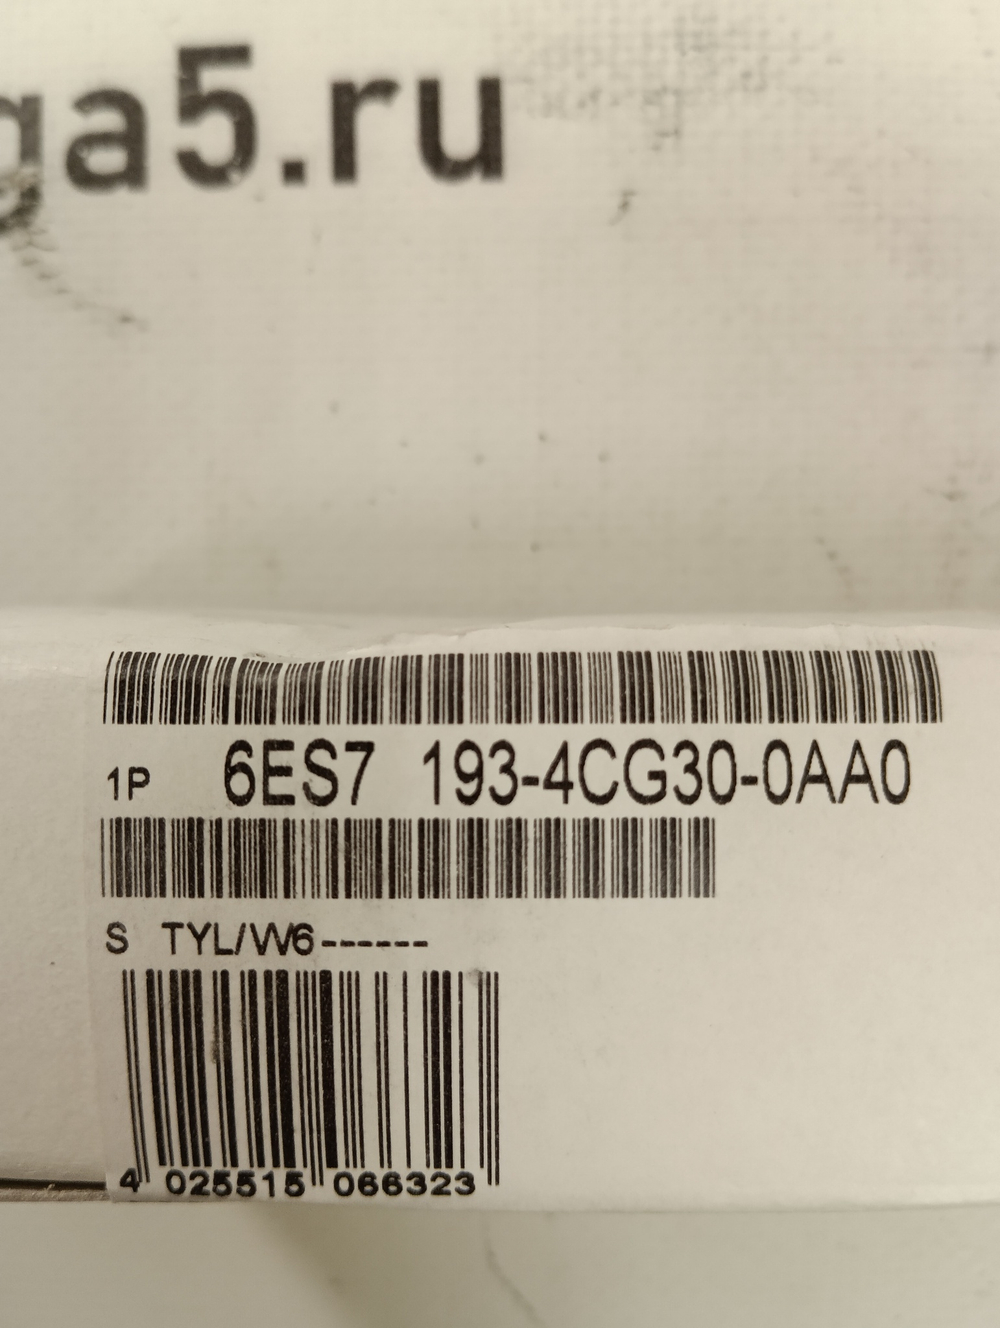 ga5.ru
1P 6ES7 193-4CG30-0AA0
S TYL/W6------
4 025515 066323